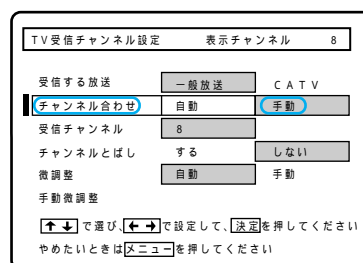 TV受信チャンネル設定 表示チャンネル 8
受信する放送 一般放送 CATV
チャンネル合わせ 自動 手動
受信チャンネル 8
チャンネルとばし する しない
微調整 自動 手動
手動微調整
↑↓で選び、←→で設定して、決定を押してください
やめたいときはメニューを押してください